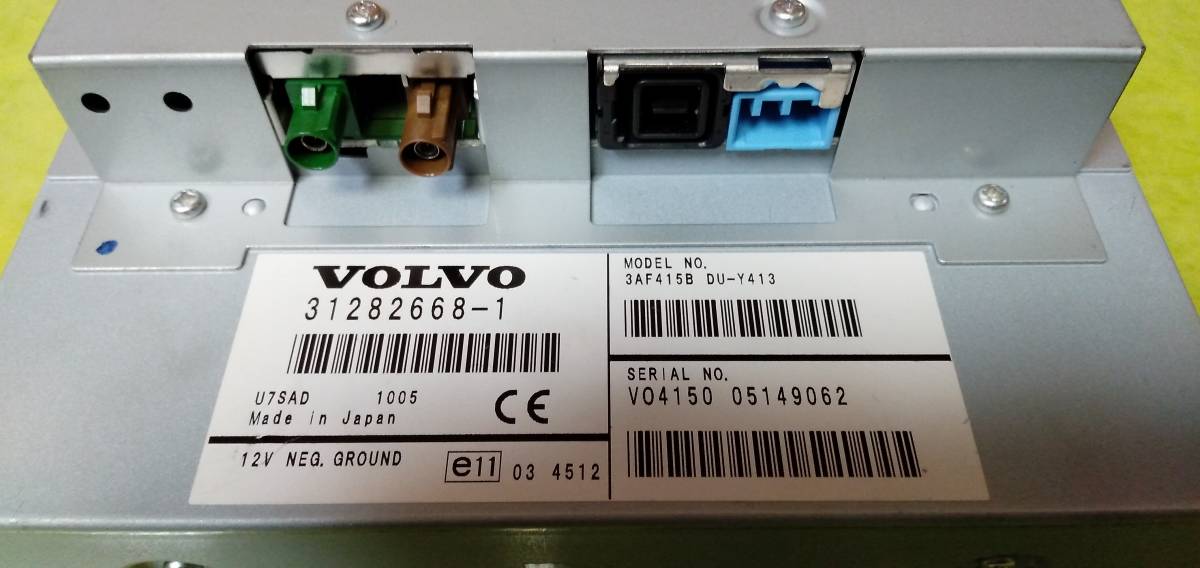 VOLVO
31282668-1
U7SAD 1005
Made in Japan
CE
12V NEG. GROUND
e11 03 4512
MODEL NO.
3AF415B DU-Y413
SERIAL NO.
VO4150 05149062